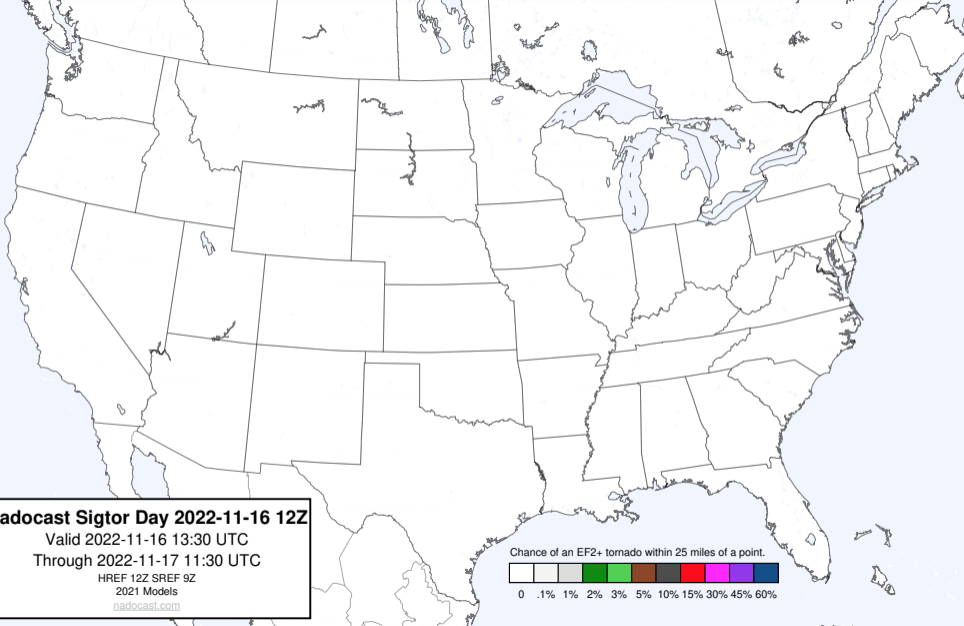 adocast Sigtor Day 2022-11-16 12Z
Valid 2022-11-16 13:30 UTC
Through 2022-11-17 11:30 UTC
HREF 12Z SREF 9Z
2021 Models
nadocast.com
Chance of an EF2+ tornado within 25 miles of a point.
0 .1% 1% 2% 3% 5% 10% 15% 30% 45% 60%